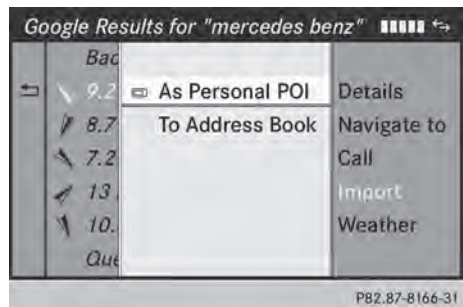 Google Results for "mercedes benz"
Bac
9.2 As Personal POI Details
8.7 To Address Book Navigate to
7.2 Call
13 Import
10. Weather
Que
P82.87-8166-31